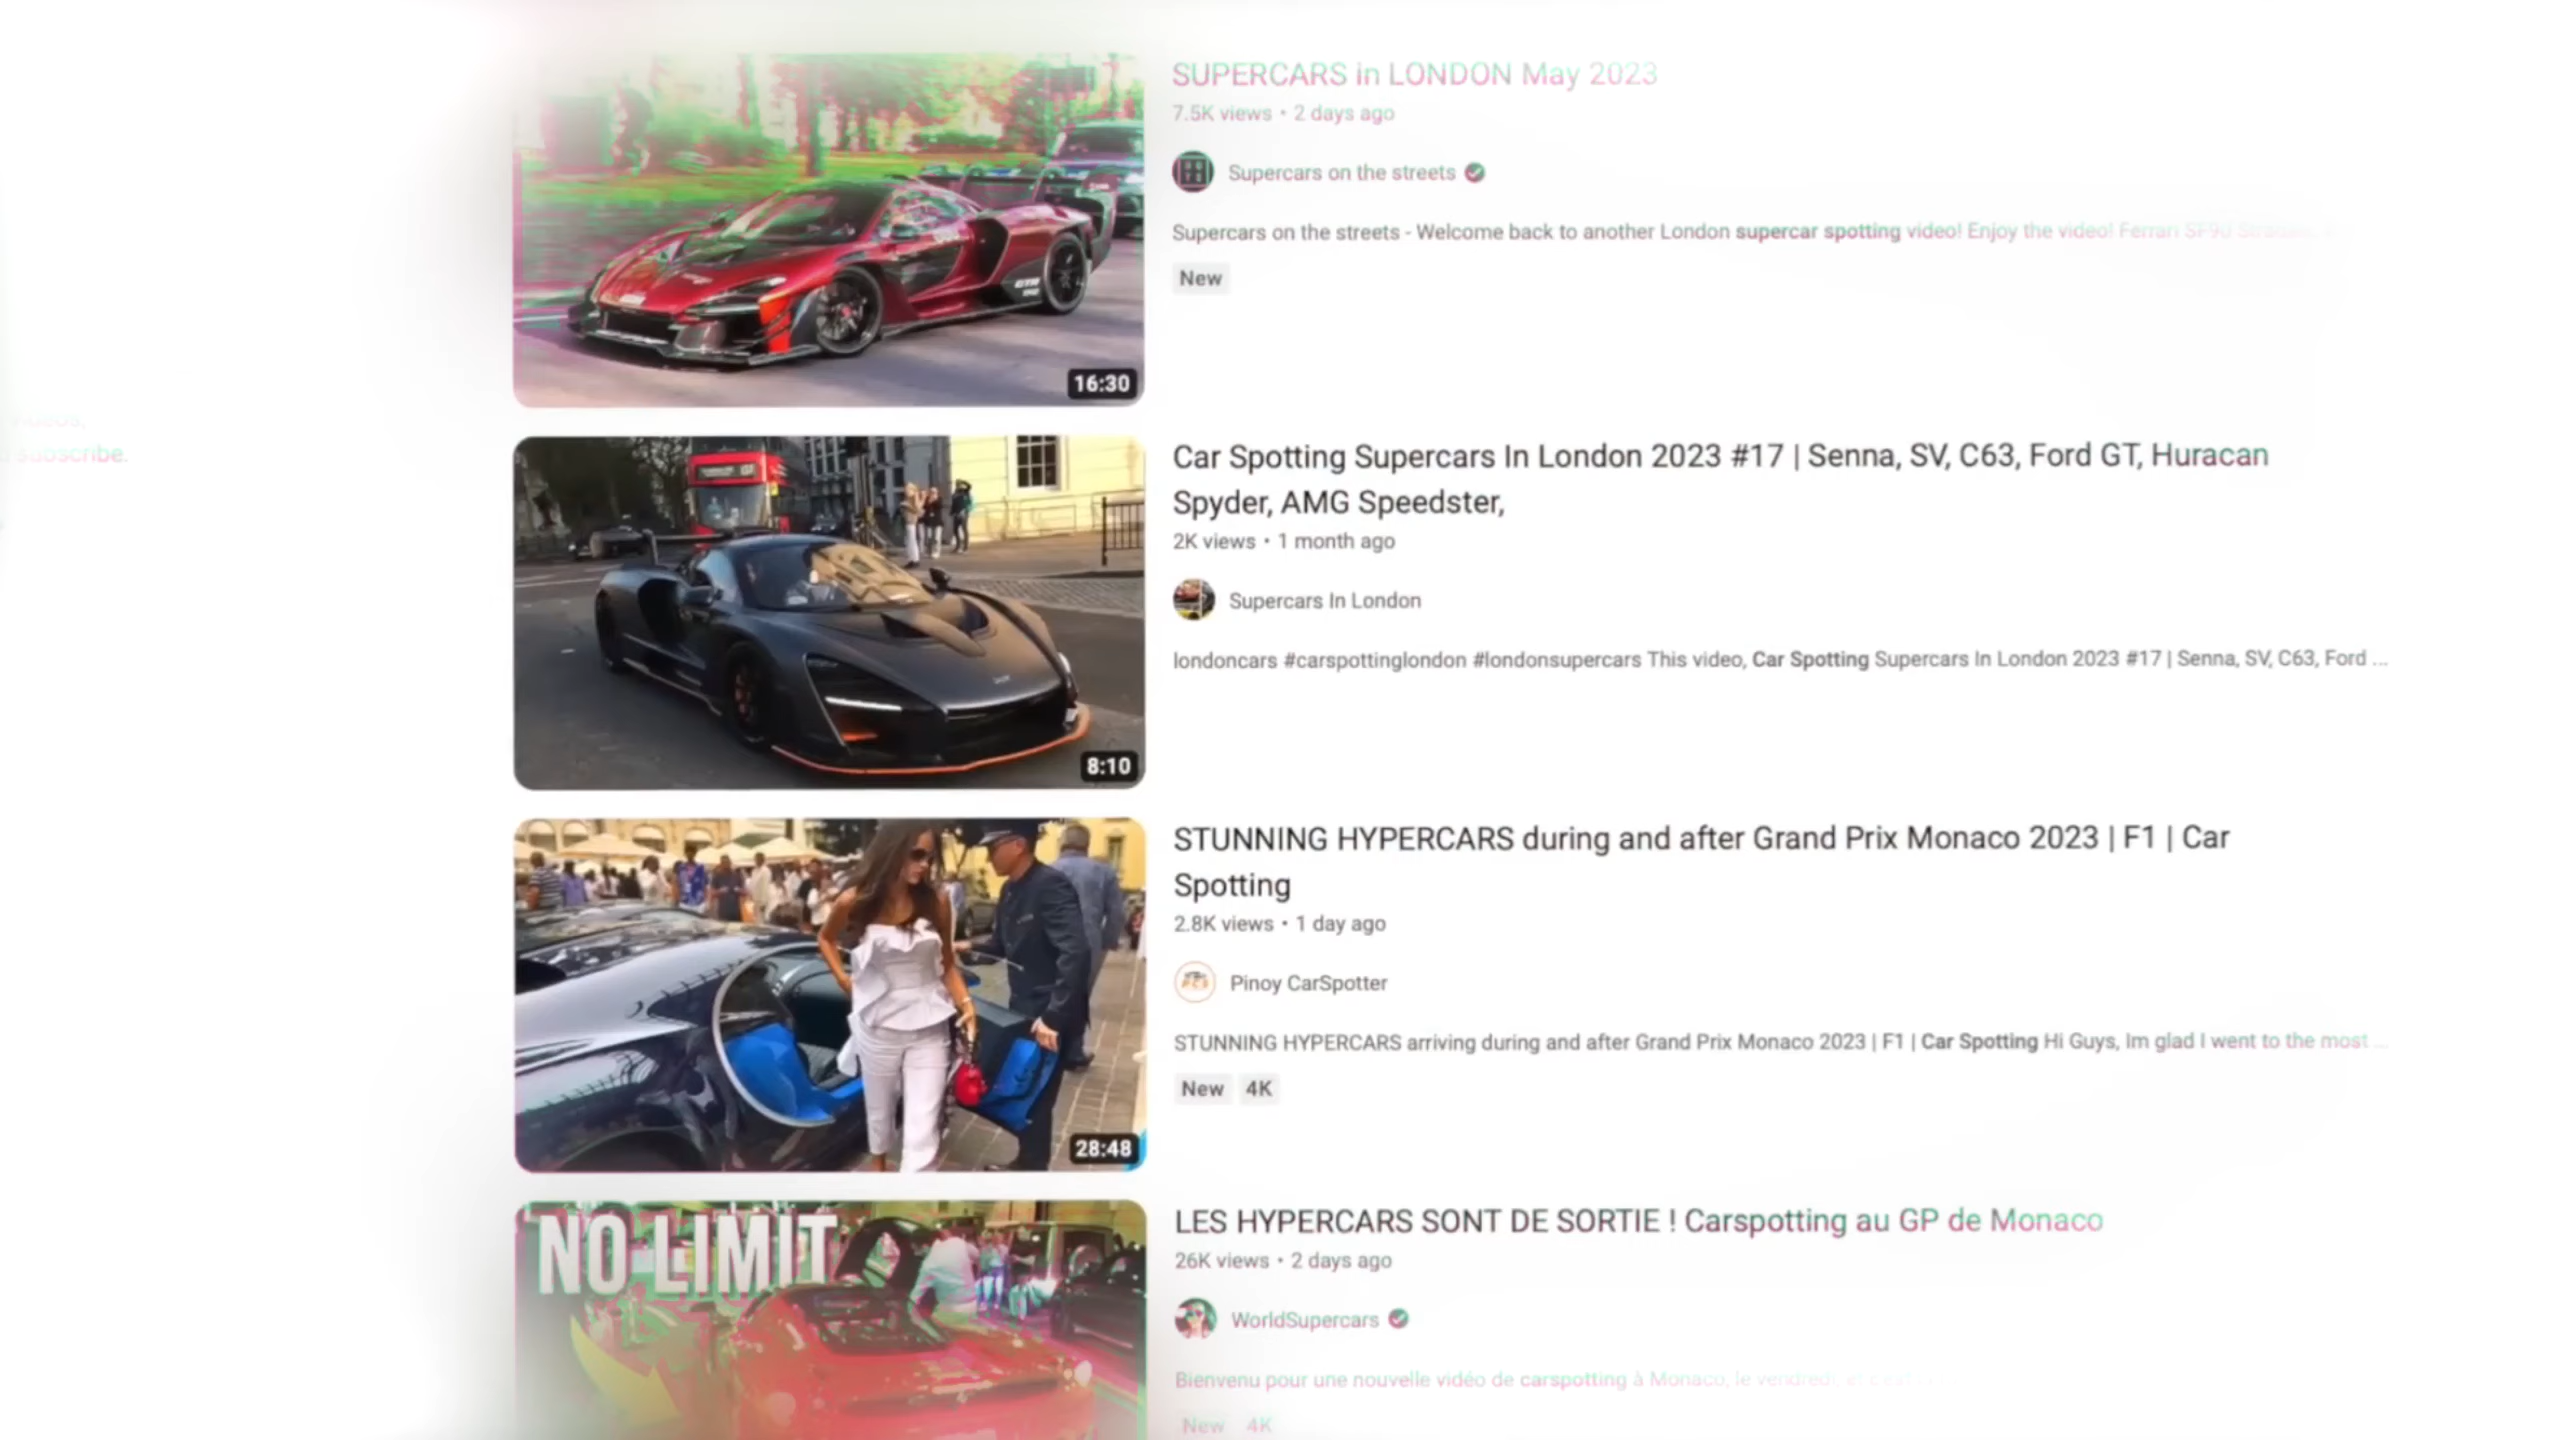 SUPERCARS in LONDON May 2023
7.5K views • 2 days ago
Supercars on the streets
Supercars on the streets - Welcome back to another London supercar spotting video! Enjoy the video! Ferrari SF90
New
16:30
subscribe.
Car Spotting Supercars In London 2023 #17 | Senna, SV, C63, Ford GT, Huracan
Spyder, AMG Speedster,
2K views • 1 month ago
Supercars In London
londoncars #carspottinglondon #londonsupercars This video, Car Spotting Supercars In London 2023 #17 | Senna, SV, C63, Ford ...
8:10
STUNNING HYPERCARS during and after Grand Prix Monaco 2023 | F1 | Car
Spotting
2.8K views • 1 day ago
Pinoy CarSpotter
STUNNING HYPERCARS arriving during and after Grand Prix Monaco 2023 | F1 | Car Spotting Hi Guys, Im glad I went to the most ...
New 4K
28:48
NO LIMIT
LES HYPERCARS SONT DE SORTIE ! Carspotting au GP de Monaco
26K views • 2 days ago
WorldSupercars
Bienvenu pour une nouvelle vidéo de carspotting à Monaco, le vendredi,
New 4K